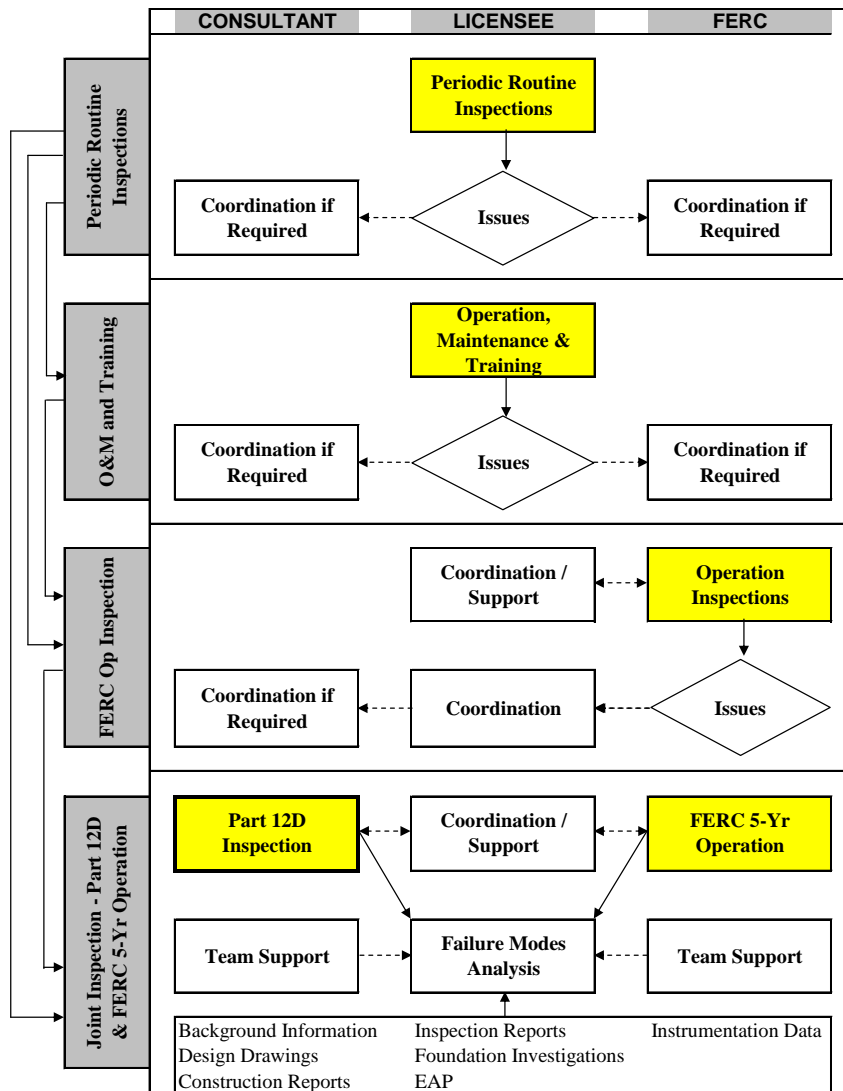 CONSULTANT
LICENSEE
FERC
Periodic Routine
Inspections
Periodic Routine
Inspections
Coordination if
Required
Issues
Coordination if
Required
O&M and Training
Operation,
Maintenance &
Training
Coordination if
Required
Issues
Coordination if
Required
FERC Op Inspection
Coordination /
Support
Operation
Inspections
Coordination if
Required
Coordination
Issues
Joint Inspection - Part 12D
& FERC 5-Yr Operation
Part 12D
Inspection
Coordination /
Support
FERC 5-Yr
Operation
Team Support
Failure Modes
Analysis
Team Support
Background Information
Design Drawings
Construction Reports
Inspection Reports
Foundation Investigations
EAP
Instrumentation Data